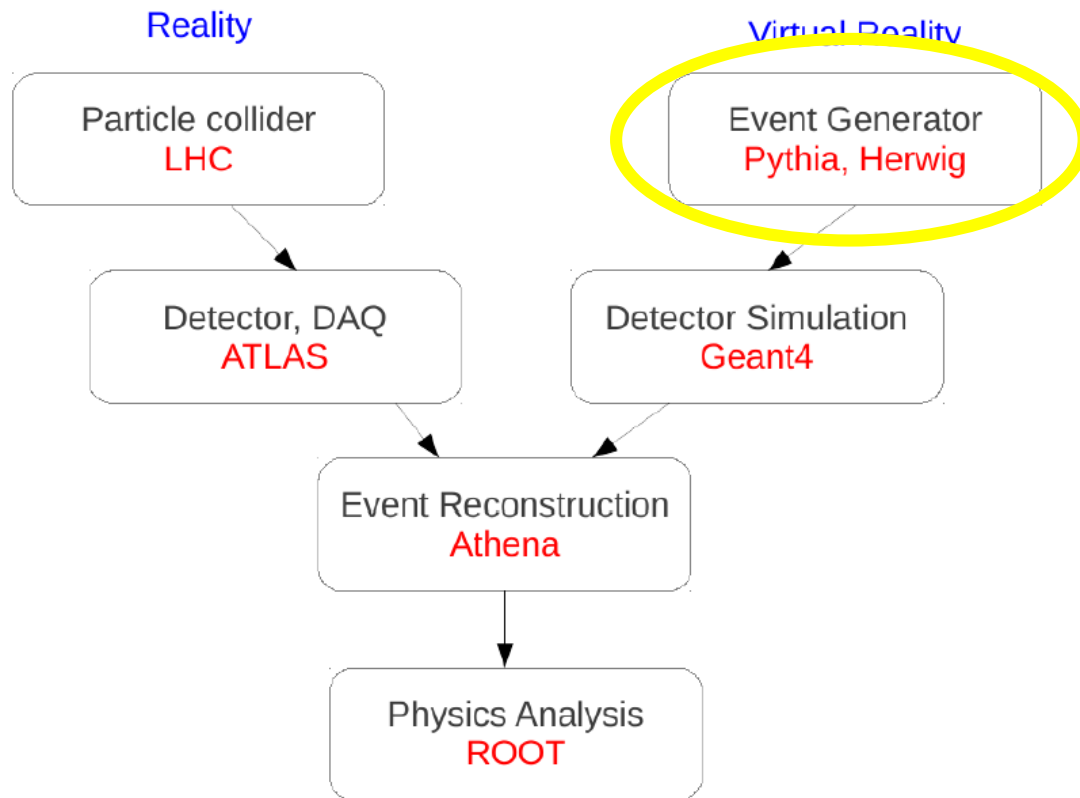 Reality
Virtual Reality
Particle collider
LHC
Event Generator
Pythia, Herwig
Detector, DAQ
ATLAS
Detector Simulation
Geant4
Event Reconstruction
Athena
Physics Analysis
ROOT